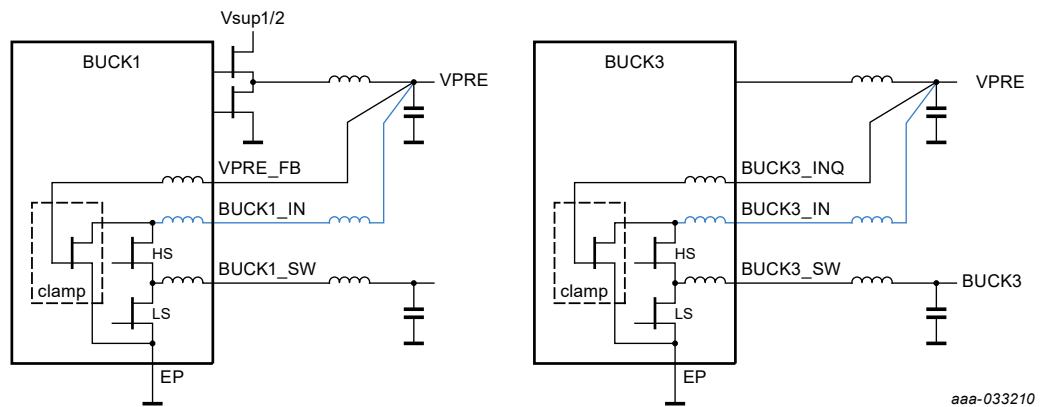 Vsup1/2
BUCK1
VPRE
VPRE_FB
BUCK1_IN
HS
BUCK1_SW
clamp
LS
EP
BUCK3
VPRE
BUCK3_INQ
BUCK3_IN
HS
BUCK3_SW
BUCK3
clamp
LS
EP
aaa-033210